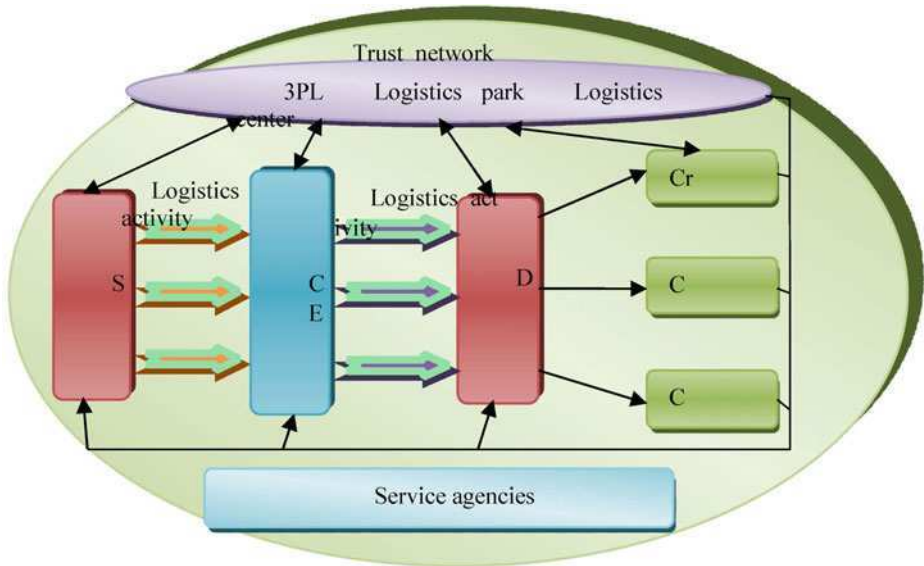 Trust network
3PL Logistics park Logistics
center
Logistics
activity
Logistics act
ivity
S
C
E
D
Cr
C
C
Service agencies